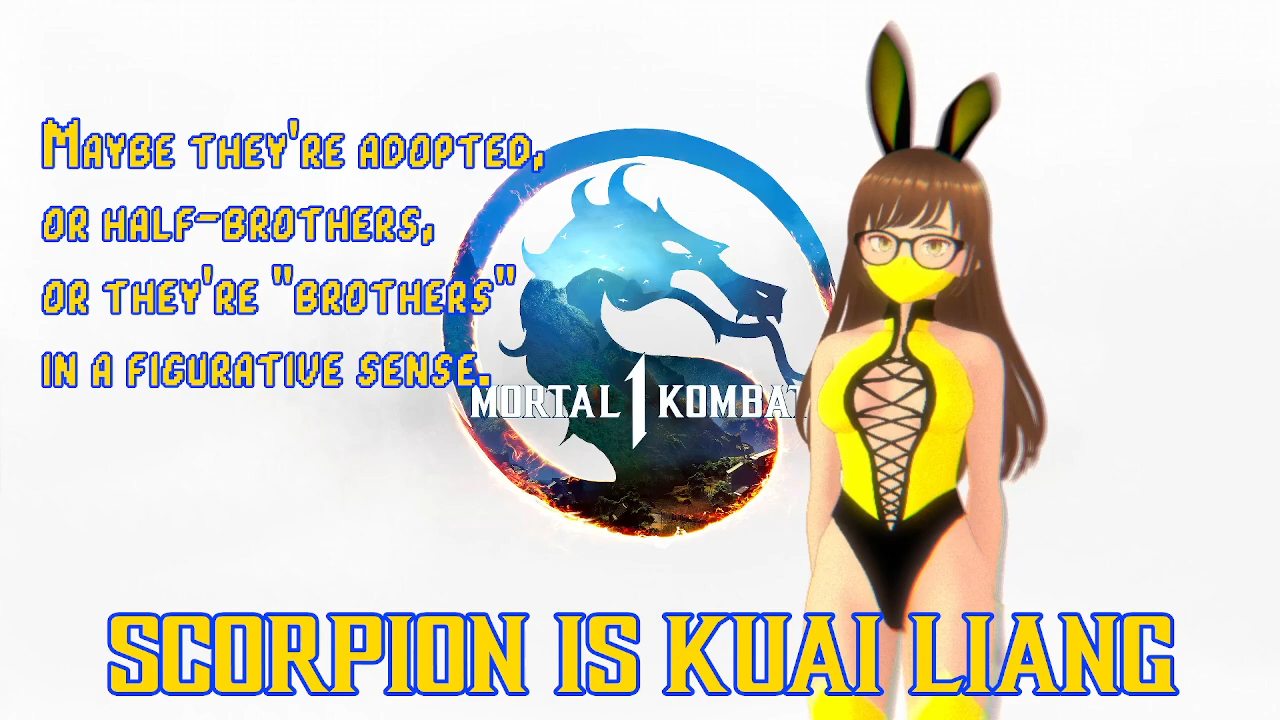 Maybe they're adopted,
or half-brothers,
or they're "brothers"
in a figurative sense.
MORTAL 1 KOMBAT
SCORPION IS KUAI LIANG